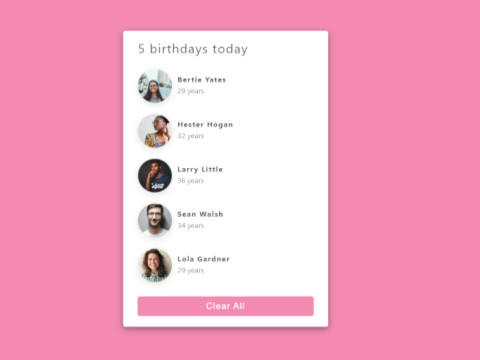 5 birthdays today
Bertie Yates
29 years
Hester Hogan
32 years
Larry Little
36 years
Sean Walsh
34 years
Lola Gardner
29 years
Clear All